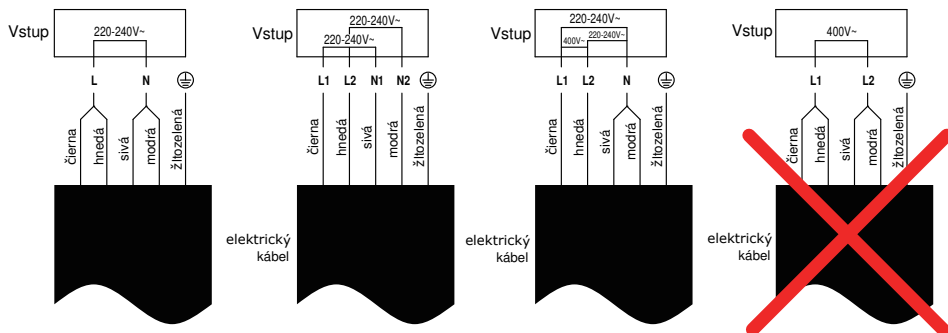 Vstup
220-240V~
L
N
čierna
hnedá
sivá
modrá
žltozelená
Vstup
220-240V~
220-240V~
L1
L2
N1
N2
čierna
hnedá
sivá
modrá
žltozelená
elektrický
kábel
Vstup
220-240V~
400V~
220-240V~
L1
L2
N
čierna
hnedá
sivá
modrá
žltozelená
elektrický
kábel
Vstup
400V~
L1
L2
čierna
hnedá
sivá
modrá
žltozelená
elektrický
kábel